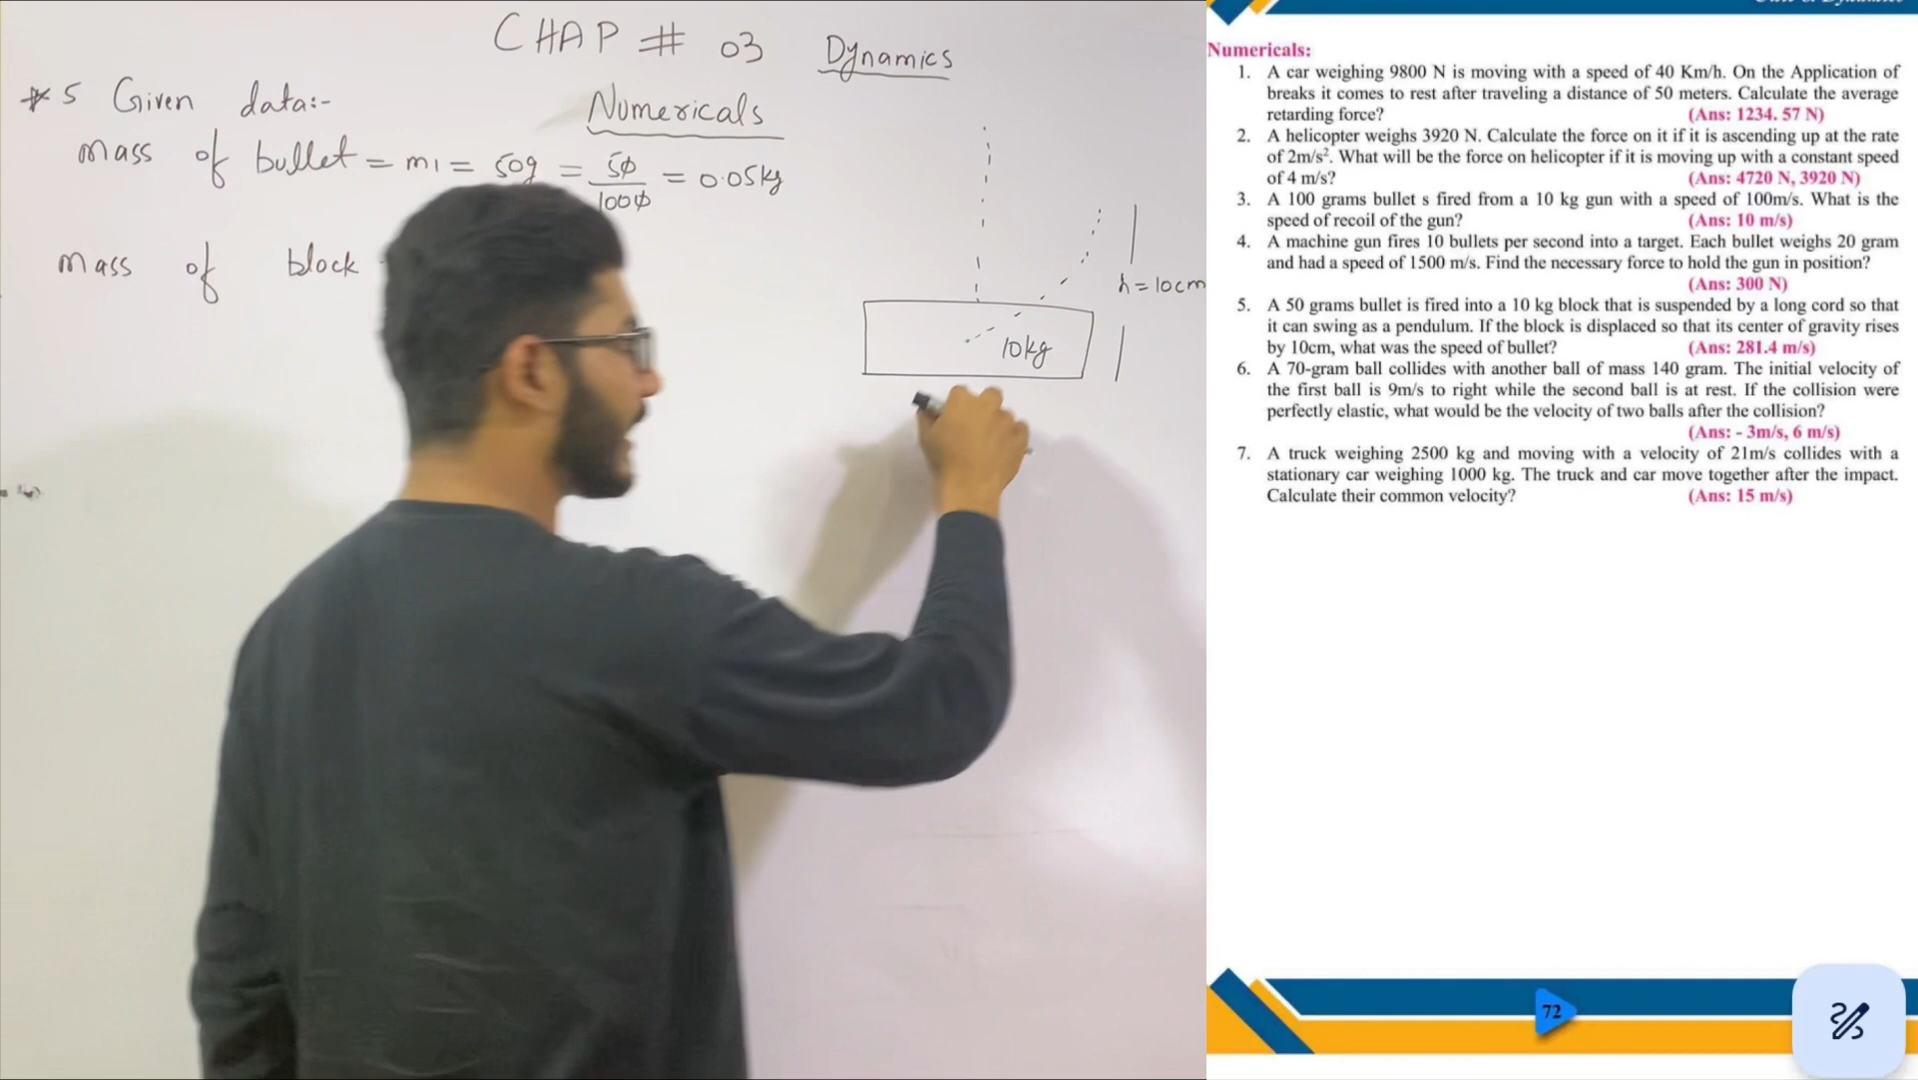 CHAP # 03 Dynamics
Numericals
*5 Given data:-
mass of bullet = m1 = 50g = 50/1000 = 0.05kg
mass of block
h=10cm
10kg
Numericals:
1. A car weighing 9800 N is moving with a speed of 40 Km/h. On the Application of
breaks it comes to rest after traveling a distance of 50 meters. Calculate the average
retarding force? (Ans: 1234. 57 N)
2. A helicopter weighs 3920 N. Calculate the force on it if it is ascending up at the rate
of 2m/s². What will be the force on helicopter if it is moving up with a constant speed
of 4 m/s? (Ans: 4720 N, 3920 N)
3. A 100 grams bullet s fired from a 10 kg gun with a speed of 100m/s. What is the
speed of recoil of the gun? (Ans: 10 m/s)
4. A machine gun fires 10 bullets per second into a target. Each bullet weighs 20 gram
and had a speed of 1500 m/s. Find the necessary force to hold the gun in position?
(Ans: 300 N)
5. A 50 grams bullet is fired into a 10 kg block that is suspended by a long cord so that
it can swing as a pendulum. If the block is displaced so that its center of gravity rises
by 10cm, what was the speed of bullet? (Ans: 281.4 m/s)
6. A 70-gram ball collides with another ball of mass 140 gram. The initial velocity of
the first ball is 9m/s to right while the second ball is at rest. If the collision were
perfectly elastic, what would be the velocity of two balls after the collision?
(Ans: - 3m/s, 6 m/s)
7. A truck weighing 2500 kg and moving with a velocity of 21m/s collides with a
stationary car weighing 1000 kg. The truck and car move together after the impact.
Calculate their common velocity? (Ans: 15 m/s)
72